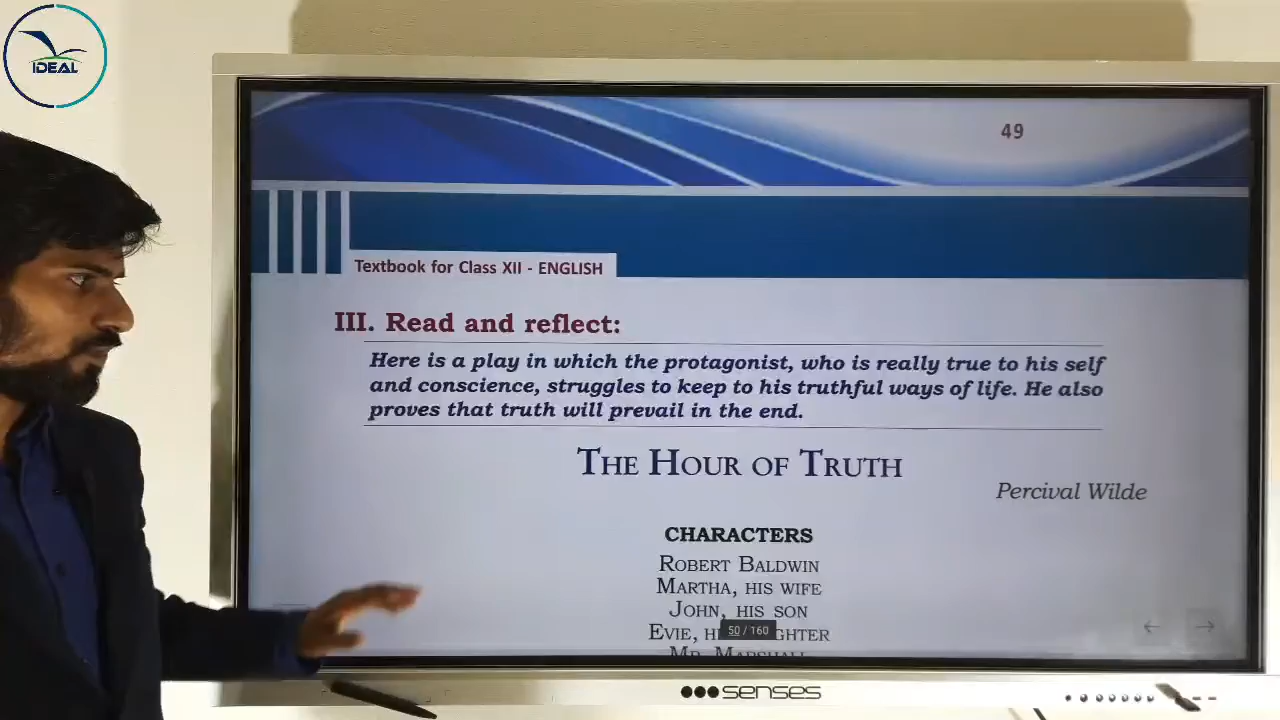 IDEAL
49
Textbook for Class XII - ENGLISH
III. Read and reflect:
Here is a play in which the protagonist, who is really true to his self
and conscience, struggles to keep to his truthful ways of life. He also
proves that truth will prevail in the end.
THE HOUR OF TRUTH
Percival Wilde
CHARACTERS
ROBERT BALDWIN
MARTHA, HIS WIFE
JOHN, HIS SON
EVIE,
50 / 160
senses